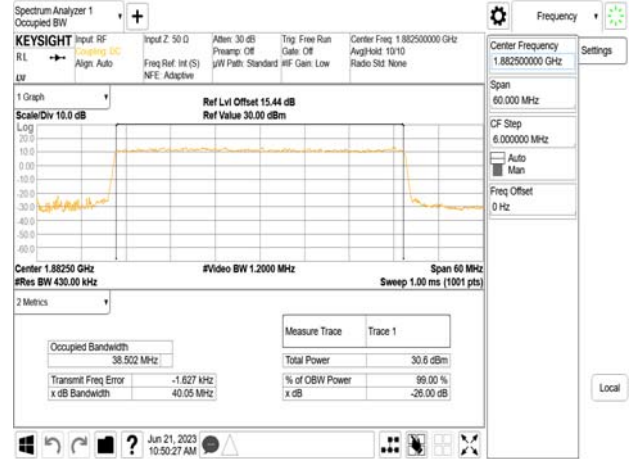 Spectrum Analyzer 1
Occupied BW
Frequency
KEYSIGHT
RL
LV
Input: RF
Coupling: DC
Align: Auto
Input Z: 50 Ω
Freq Ref: Int (S)
NFE: Adaptive
Atten: 30 dB
Preamp: Off
µW Path: Standard
Trig: Free Run
Gate: Off
#IF Gain: Low
Center Freq: 1.882500000 GHz
Avg|Hold: 10/10
Radio Std: None
Center Frequency
1.882500000 GHz
Settings
Span
60.000 MHz
CF Step
6.000000 MHz
Auto
Man
Freq Offset
0 Hz
Local
1 Graph
Scale/Div 10.0 dB
Ref Lvl Offset 15.44 dB
Ref Value 30.00 dBm
Log
20.0
10.0
0.00
-10.0
-20.0
-30.0
-40.0
-50.0
-60.0
Center 1.88250 GHz
#Video BW 1.2000 MHz
Span 60 MHz
#Res BW 430.00 kHz
Sweep 1.00 ms (1001 pts)
2 Metrics
Measure Trace Trace 1
Occupied Bandwidth
38.502 MHz
Total Power 30.6 dBm
Transmit Freq Error -1.627 kHz
% of OBW Power 99.00 %
x dB Bandwidth 40.05 MHz
x dB -26.00 dB
Jun 21, 2023
10:50:27 AM